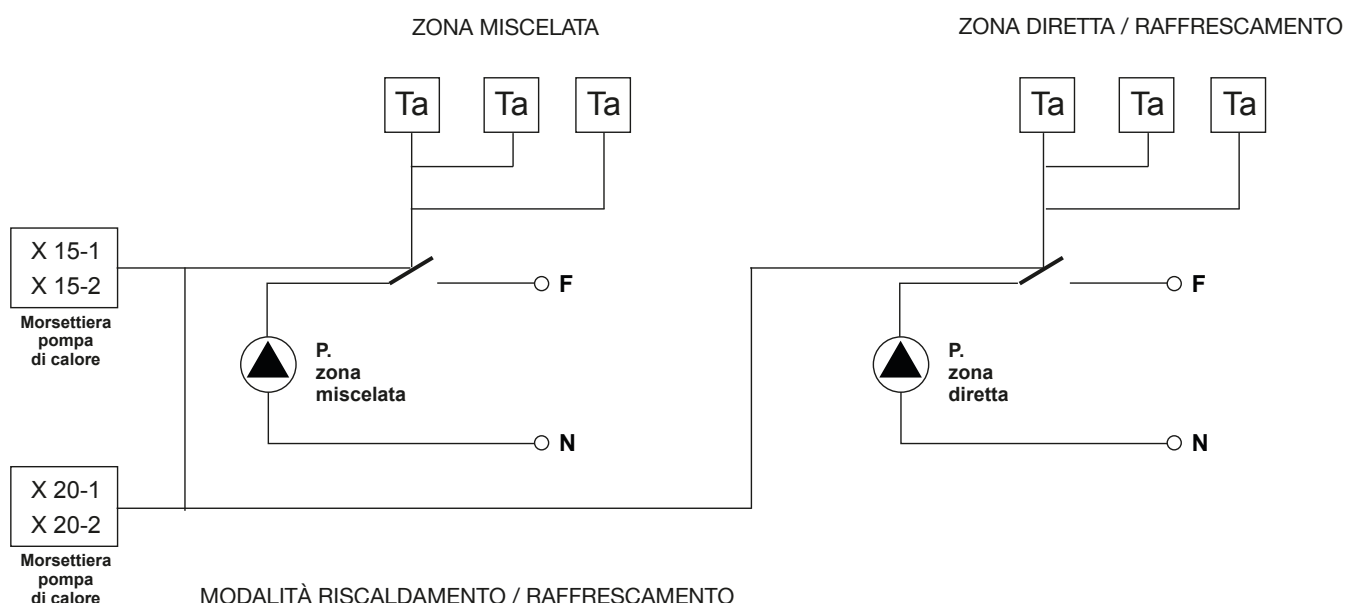 ZONA MISCELATA
ZONA DIRETTA / RAFFRESCAMENTO
Ta
Ta
Ta
Ta
Ta
Ta
X 15-1
X 15-2
Morsettiera
pompa
di calore
F
P.
zona
miscelata
N
F
P.
zona
diretta
N
X 20-1
X 20-2
Morsettiera
pompa
di calore
MODALITÀ RISCALDAMENTO / RAFFRESCAMENTO